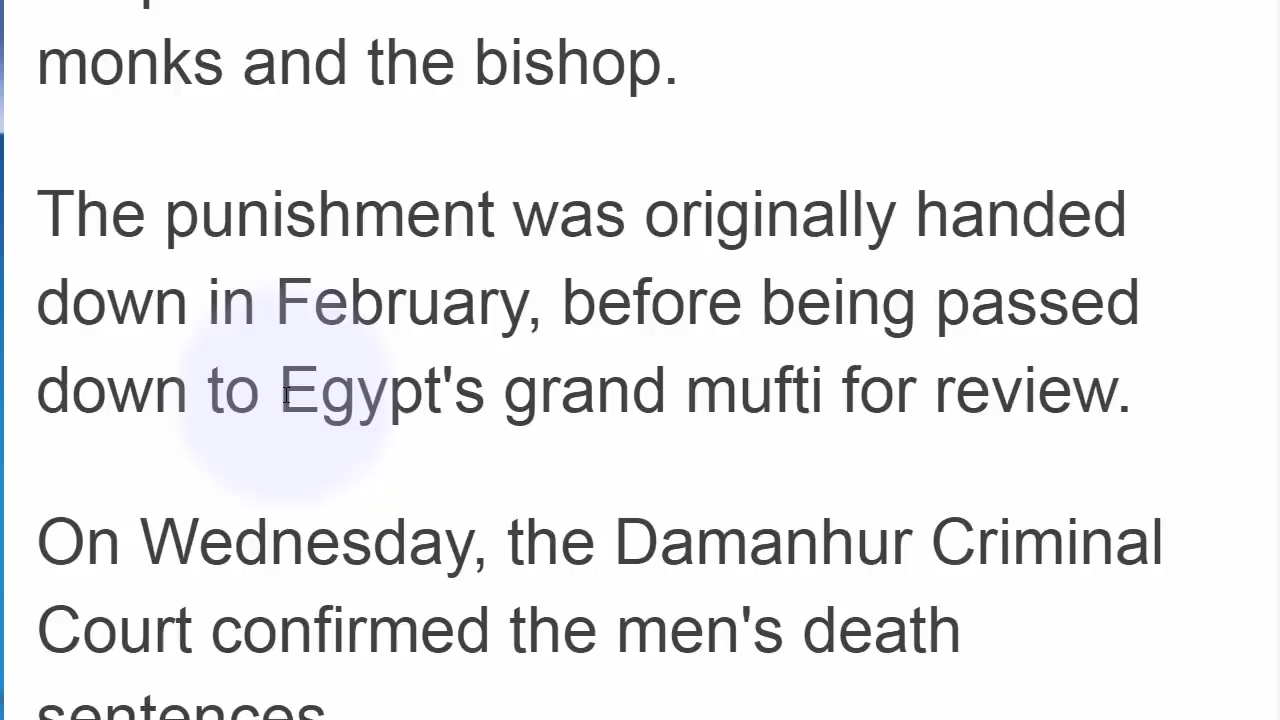 monks and the bishop.
The punishment was originally handed
down in February, before being passed
down to Egypt's grand mufti for review.
On Wednesday, the Damanhur Criminal
Court confirmed the men's death
sentences.